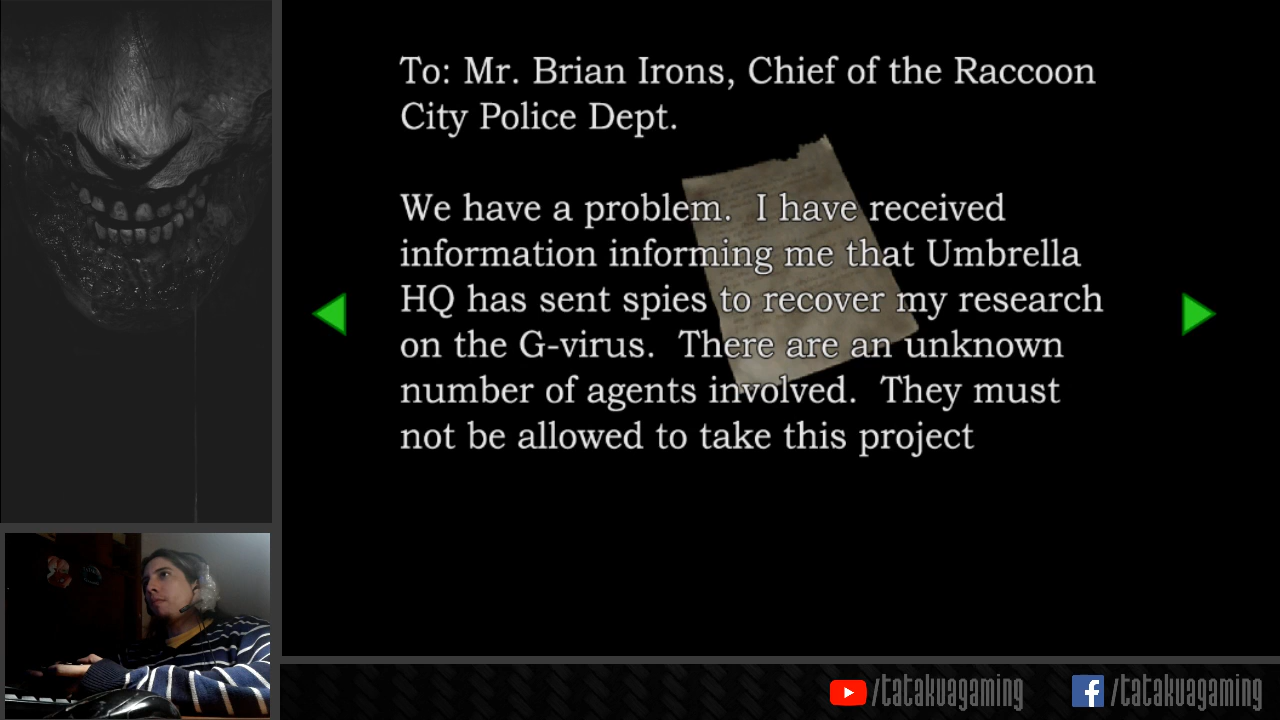 To: Mr. Brian Irons, Chief of the Raccoon
City Police Dept.
We have a problem.  I have received
information informing me that Umbrella
HQ has sent spies to recover my research
on the G-virus.  There are an unknown
number of agents involved.  They must
not be allowed to take this project
/tatakuagaming
/tatakuagaming